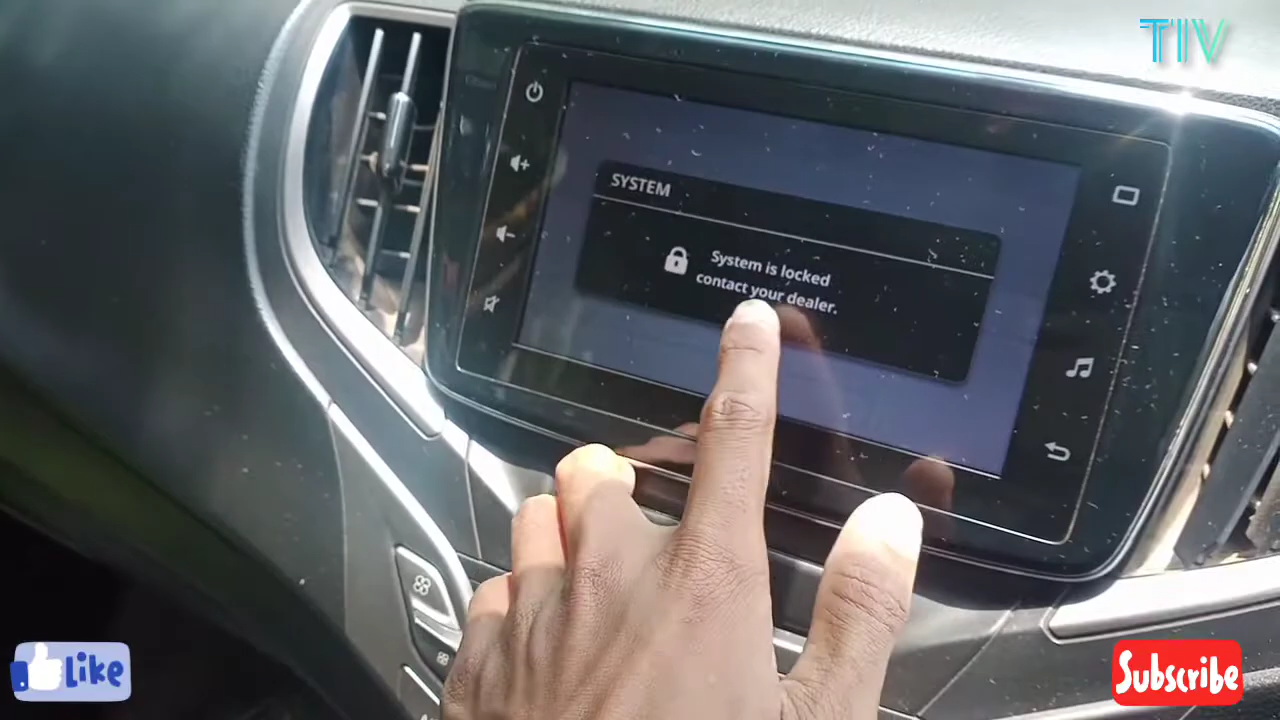 TIV
SYSTEM
System is locked
contact your dealer.
Like
Subscribe